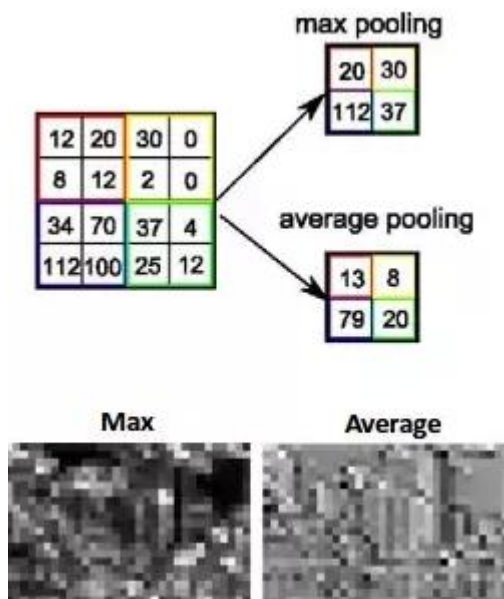 max pooling
20 30
112 37
12 20 30 0
8 12 2 0
34 70 37 4
112 100 25 12
average pooling
13 8
79 20
Max Average